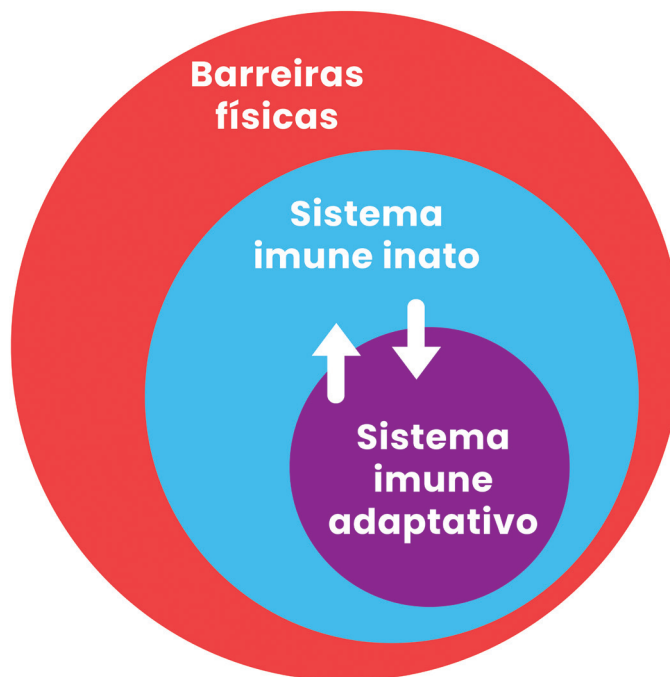 Barreiras
físicas
Sistema
imune inato
Sistema
imune
adaptativo